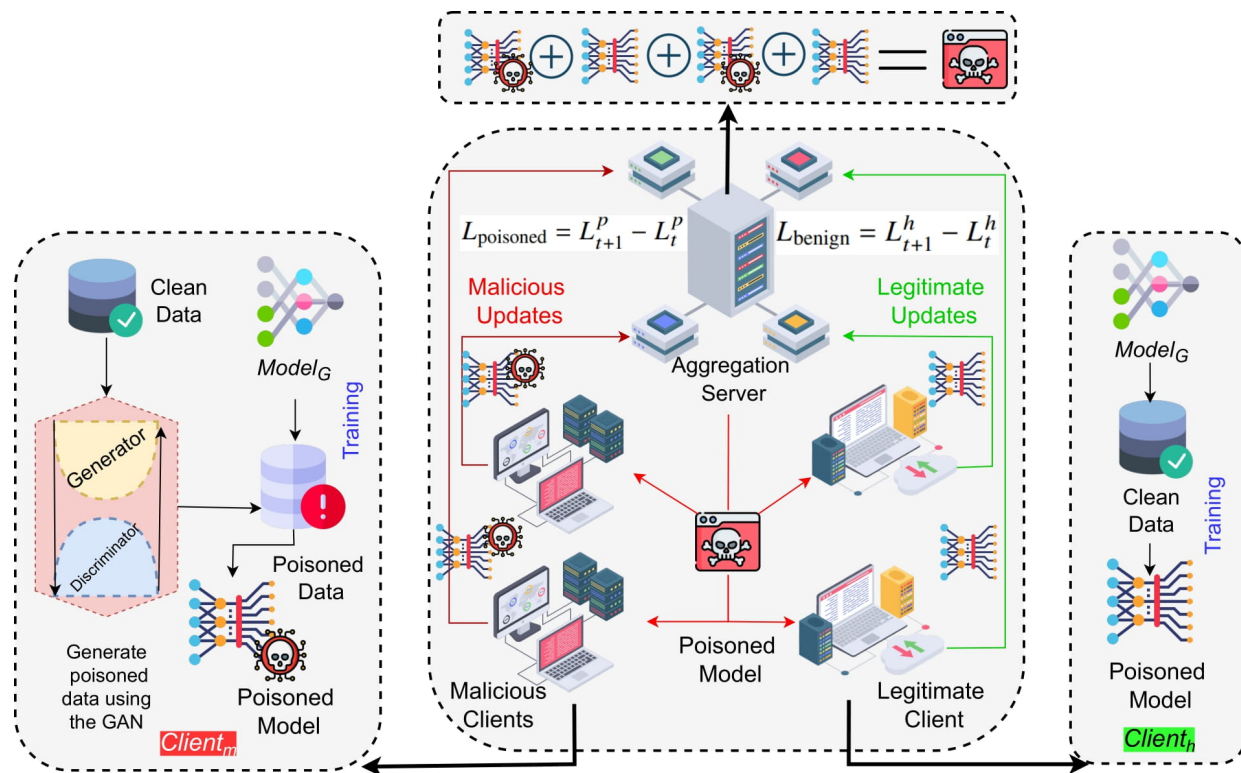 L_poisoned = L^p_{t+1} − L^p_t
L_benign = L^h_{t+1} − L^h_t
Malicious
Updates
Legitimate
Updates
Aggregation
Server
Poisoned
Model
Malicious
Clients
Legitimate
Client
Clean
Data
Model_G
Training
Generator
Discriminator
Poisoned
Data
Generate
poisoned
data using
the GAN
Poisoned
Model
Client_m
Model_G
Clean
Data
Training
Poisoned
Model
Client_h